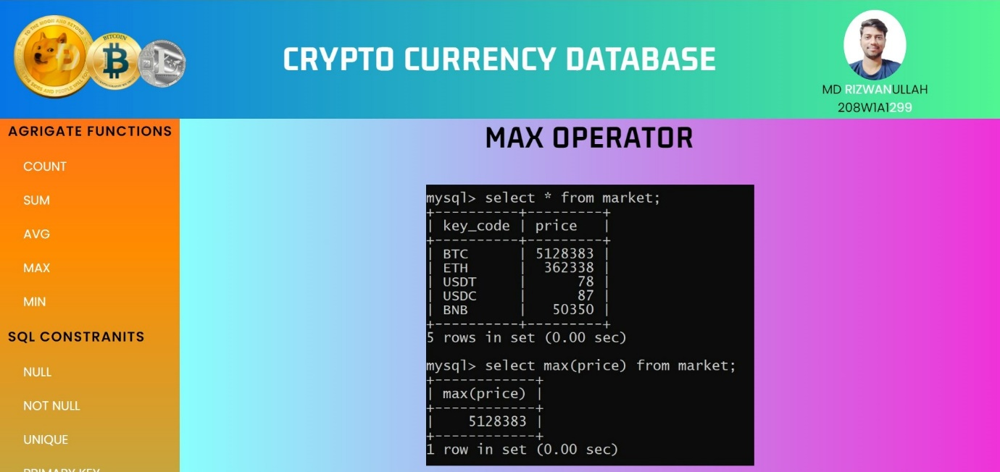 TO THE MOON AND BEYOND
BITCOIN
CRYPTO CURRENCY DATABASE
MD RIZWANULLAH
208W1A1299
AGRIGATE FUNCTIONS
COUNT
SUM
AVG
MAX
MIN
SQL CONSTRANITS
NULL
NOT NULL
UNIQUE
PRIMARY KEY
MAX OPERATOR
mysql> select * from market;
+----------+---------+
| key_code | price   |
+----------+---------+
| BTC      | 5128383 |
| ETH      |  362338 |
| USDT     |      78 |
| USDC     |      87 |
| BNB      |   50350 |
+----------+---------+
5 rows in set (0.00 sec)
mysql> select max(price) from market;
+------------+
| max(price) |
+------------+
|    5128383 |
+------------+
1 row in set (0.00 sec)